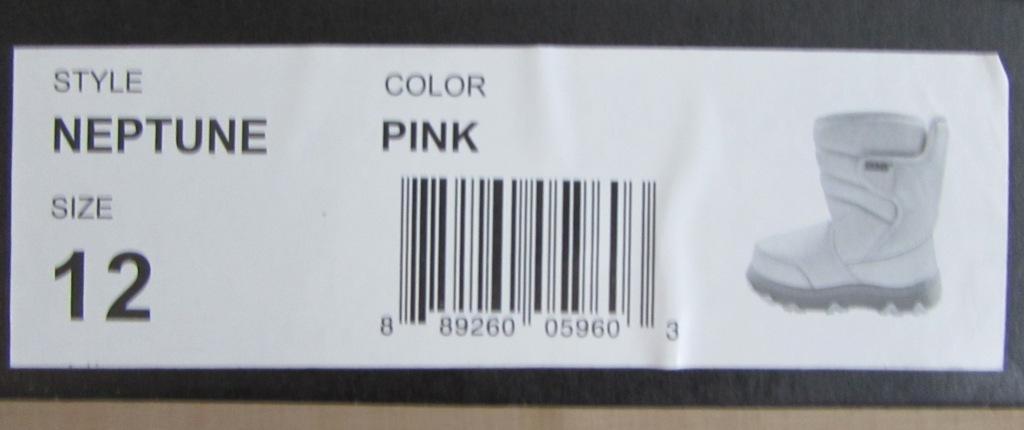 STYLE
NEPTUNE
COLOR
PINK
SIZE
12
8 89260 05960 3